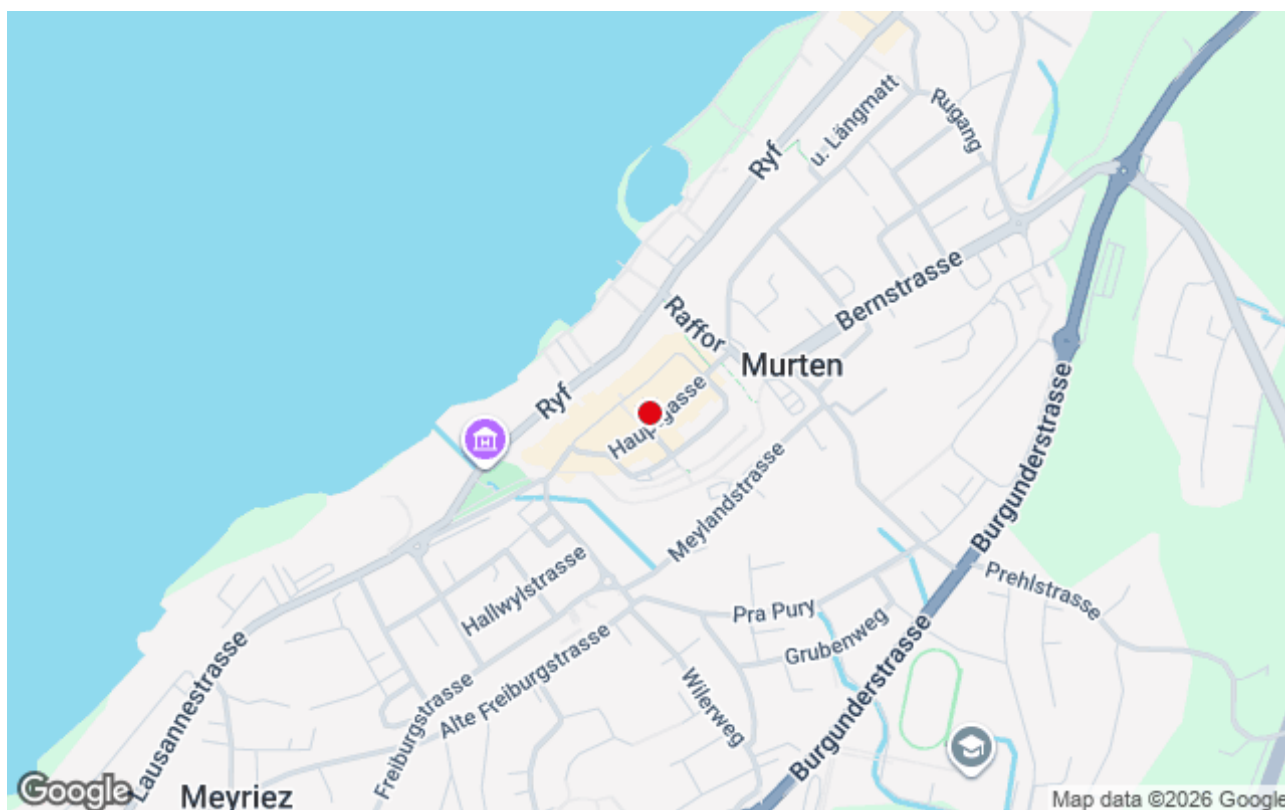 u. Längmatt
Rugang
Ryf
Bernstrasse
Raffor
Murten
Ryf
Hauptgasse
Burgunderstrasse
Meylandstrasse
Prehlstrasse
Hallwylstrasse
Pra Pury
Grubenweg
Lausannestrasse
Alte Freiburgstrasse
Freiburgstrasse
Wilerweg
Burgunderstrasse
Meyriez
Google
Map data ©2026 Google